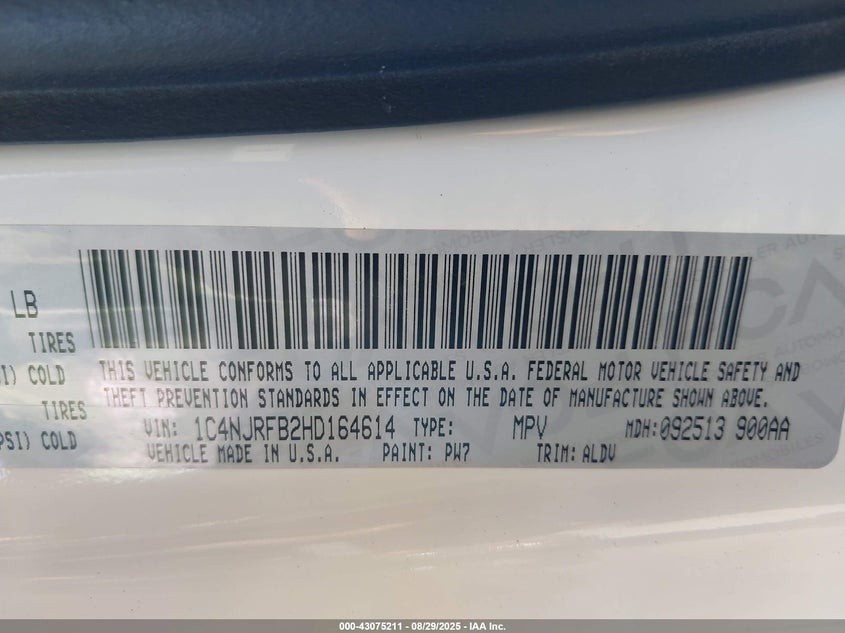 LB
TIRES
SI) COLD
TIRES
PSI) COLD
THIS VEHICLE CONFORMS TO ALL APPLICABLE U.S.A. FEDERAL MOTOR VEHICLE SAFETY AND
THEFT PREVENTION STANDARDS IN EFFECT ON THE DATE OF MANUFACTURE SHOWN ABOVE.
VIN: 1C4NJRFB2HD164614 TYPE: MPV MDH:092513 900AA
VEHICLE MADE IN U.S.A. PAINT: PW7 TRIM: ALDV
000-43075211 - 08/29/2025 - IAA Inc.